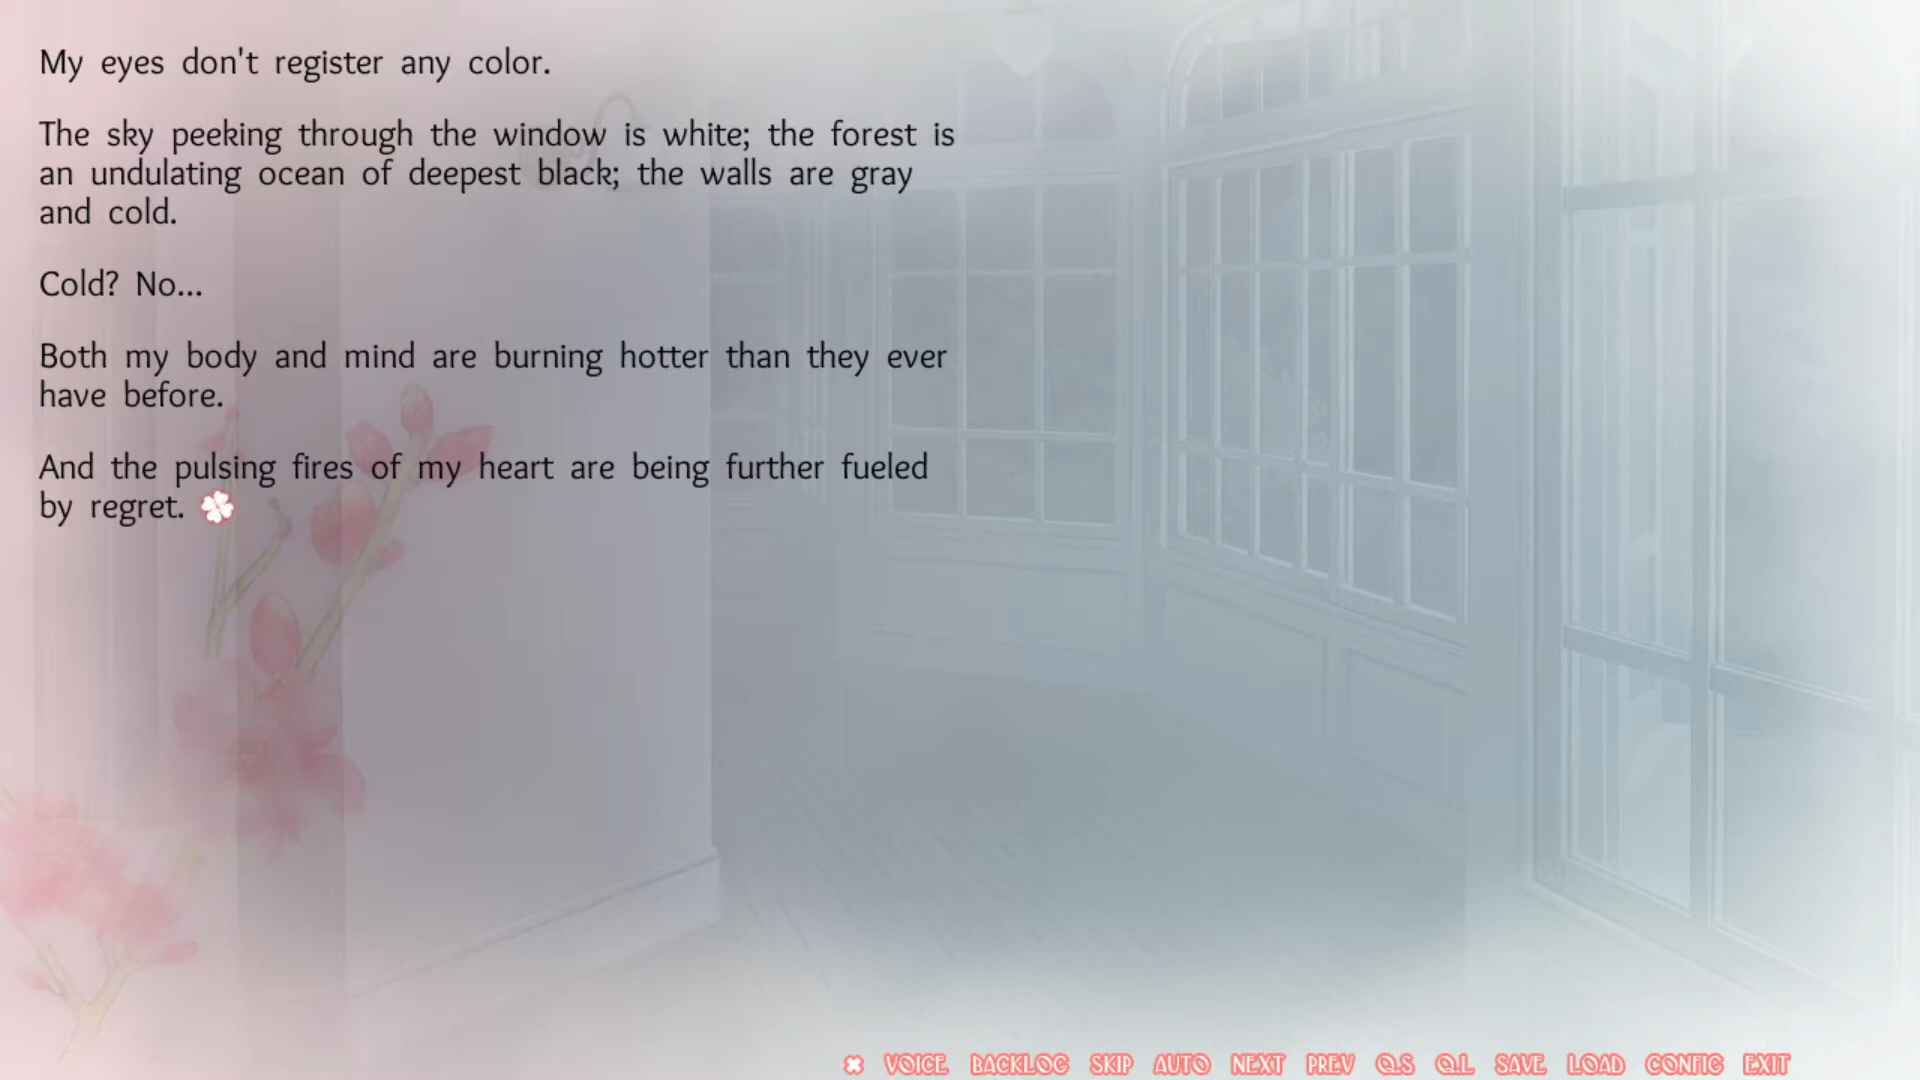 My eyes don't register any color.
The sky peeking through the window is white; the forest is
an undulating ocean of deepest black; the walls are gray
and cold.
Cold? No...
Both my body and mind are burning hotter than they ever
have before.
And the pulsing fires of my heart are being further fueled
by regret.
VOICE BACKLOG SKIP AUTO NEXT PREV Q.S Q.L SAVE LOAD CONFIG EXIT